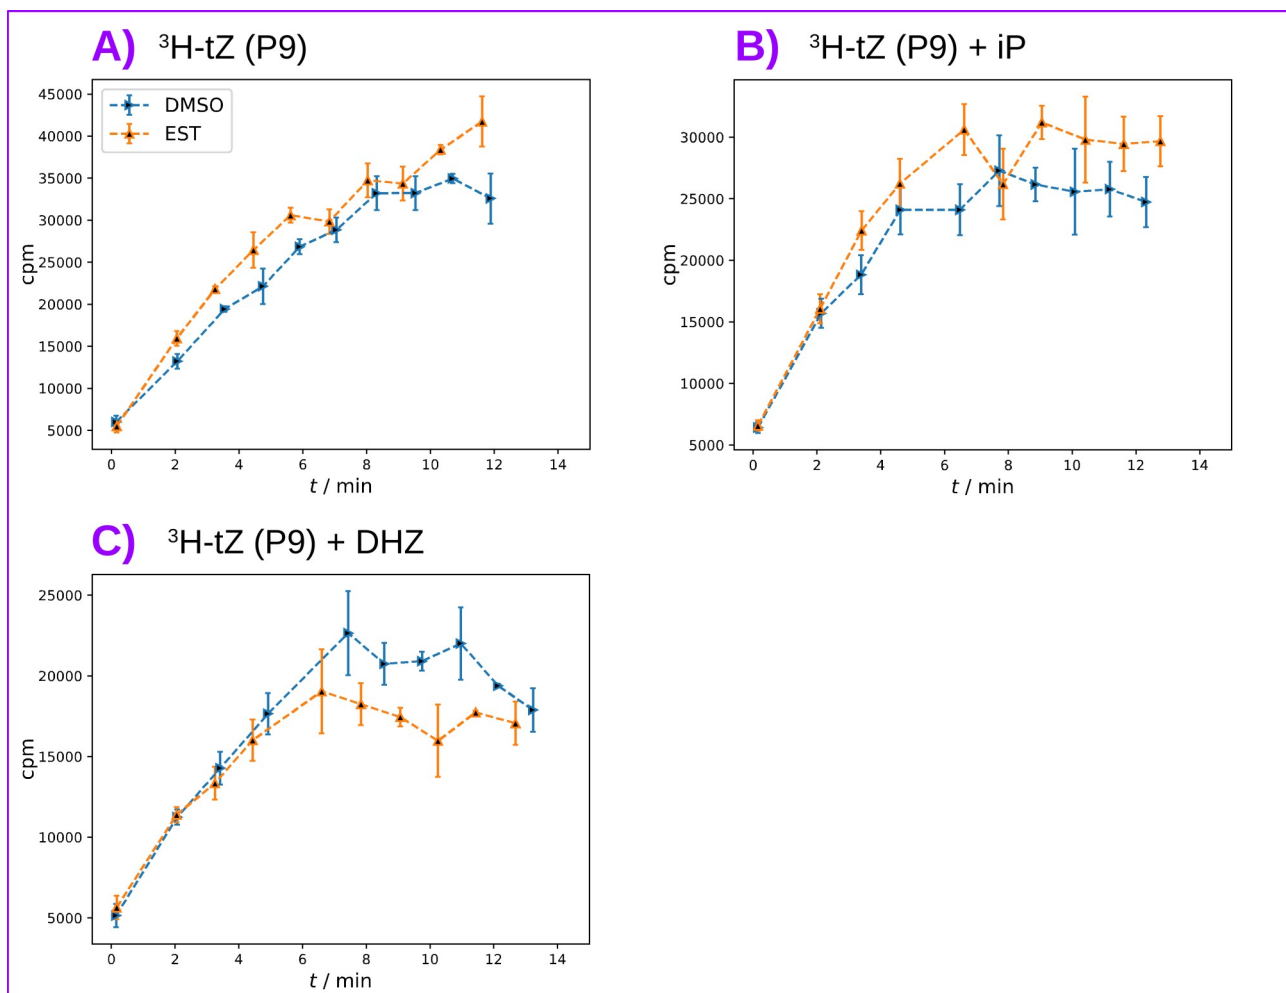 A) ³H-tZ (P9)
45000
40000
35000
30000
25000
20000
15000
10000
5000
cpm
DMSO
EST
0 2 4 6 8 10 12 14
t / min
B) ³H-tZ (P9) + iP
30000
25000
20000
15000
10000
5000
cpm
0 2 4 6 8 10 12 14
t / min
C) ³H-tZ (P9) + DHZ
25000
20000
15000
10000
5000
cpm
0 2 4 6 8 10 12 14
t / min